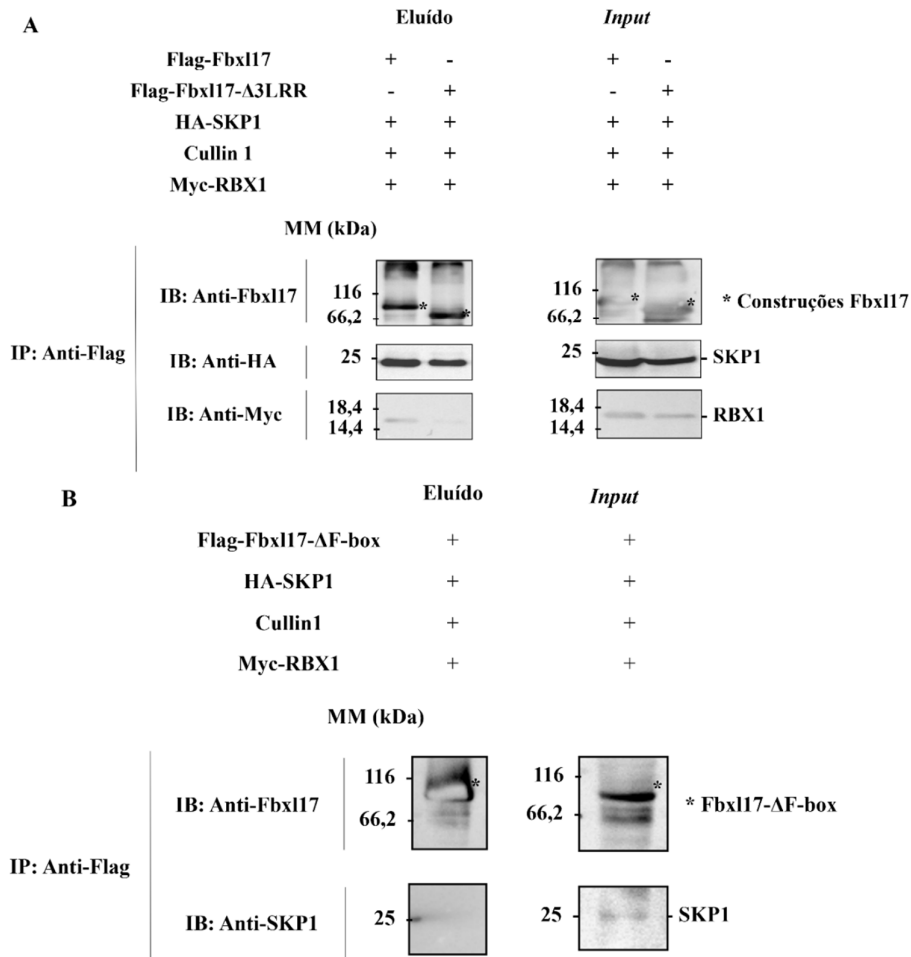 A
Eluído Input
Flag-Fbxl17 + - + -
Flag-Fbxl17-Δ3LRR - + - +
HA-SKP1 + + + +
Cullin 1 + + + +
Myc-RBX1 + + + +
MM (kDa)
IP: Anti-Flag
IB: Anti-Fbxl17
116
66,2
* *
116
66,2
* *
* Construções Fbxl17
IB: Anti-HA
25
25
SKP1
IB: Anti-Myc
18,4
14,4
18,4
14,4
RBX1
B
Eluído Input
Flag-Fbxl17-ΔF-box + +
HA-SKP1 + +
Cullin1 + +
Myc-RBX1 + +
MM (kDa)
IP: Anti-Flag
IB: Anti-Fbxl17
116
66,2
*
116
66,2
*
* Fbxl17-ΔF-box
IB: Anti-SKP1
25
25
SKP1